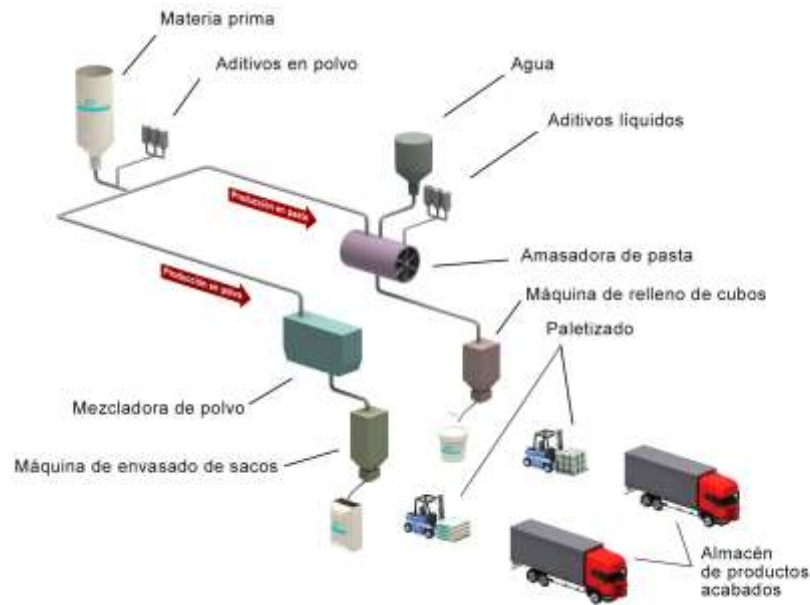 Materia prima
Aditivos en polvo
Agua
Aditivos líquidos
Producción en pasta
Amasadora de pasta
Producción en polvo
Máquina de relleno de cubos
Paletizado
Mezcladora de polvo
Máquina de envasado de sacos
Almacén
de productos
acabados